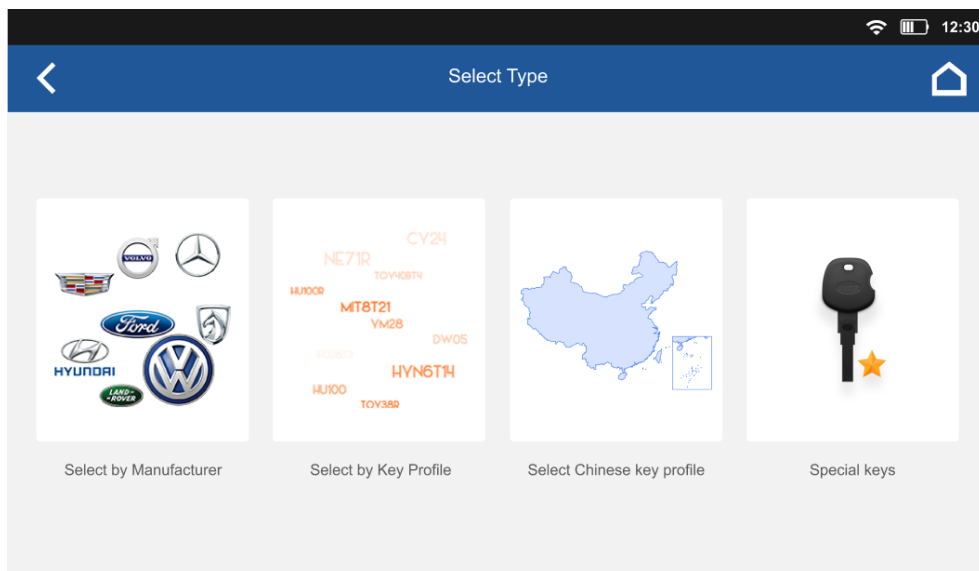 12:30
Select Type
VOLVO
Ford
HYUNDAI
LAND-
-ROVER
CY24
NE71R
TOY40BT4
HU100R
MIT8T21
YM28
DW05
HYN6T14
HU100
TOY38R
Select by Manufacturer
Select by Key Profile
Select Chinese key profile
Special keys